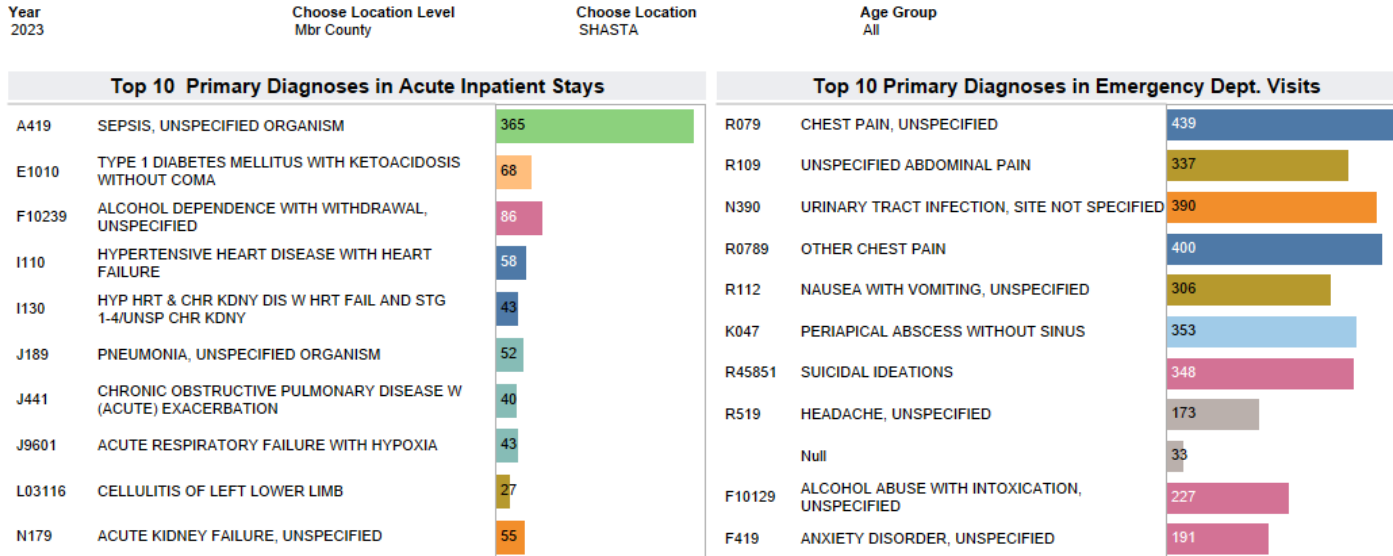 Year Choose Location Level Choose Location Age Group
2023 Mbr County SHASTA All
Top 10 Primary Diagnoses in Acute Inpatient Stays
A419 SEPSIS, UNSPECIFIED ORGANISM 365
E1010 TYPE 1 DIABETES MELLITUS WITH KETOACIDOSIS
WITHOUT COMA 68
F10239 ALCOHOL DEPENDENCE WITH WITHDRAWAL,
UNSPECIFIED 86
I110 HYPERTENSIVE HEART DISEASE WITH HEART
FAILURE 58
I130 HYP HRT & CHR KDNY DIS W HRT FAIL AND STG
1-4/UNSP CHR KDNY 43
J189 PNEUMONIA, UNSPECIFIED ORGANISM 52
J441 CHRONIC OBSTRUCTIVE PULMONARY DISEASE W
(ACUTE) EXACERBATION 40
J9601 ACUTE RESPIRATORY FAILURE WITH HYPOXIA 43
L03116 CELLULITIS OF LEFT LOWER LIMB 27
N179 ACUTE KIDNEY FAILURE, UNSPECIFIED 55
Top 10 Primary Diagnoses in Emergency Dept. Visits
R079 CHEST PAIN, UNSPECIFIED 439
R109 UNSPECIFIED ABDOMINAL PAIN 337
N390 URINARY TRACT INFECTION, SITE NOT SPECIFIED 390
R0789 OTHER CHEST PAIN 400
R112 NAUSEA WITH VOMITING, UNSPECIFIED 306
K047 PERIAPICAL ABSCESS WITHOUT SINUS 353
R45851 SUICIDAL IDEATIONS 348
R519 HEADACHE, UNSPECIFIED 173
Null 33
F10129 ALCOHOL ABUSE WITH INTOXICATION,
UNSPECIFIED 227
F419 ANXIETY DISORDER, UNSPECIFIED 191